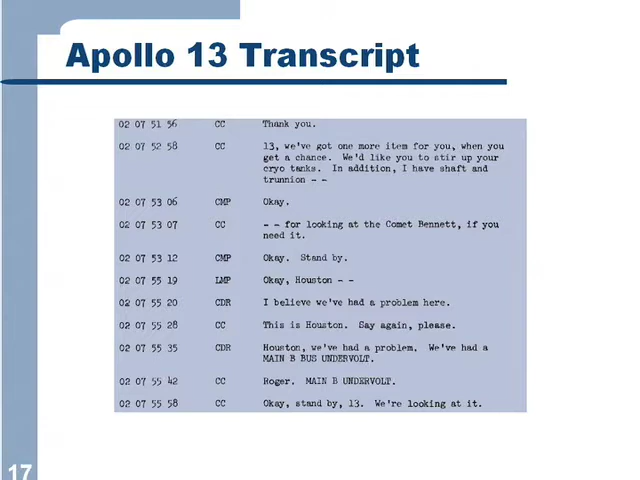 Apollo 13 Transcript
02 07 51 56 CC Thank you.
02 07 52 58 CC 13, we've got one more item for you, when you
get a chance. We'd like you to stir up your
cryo tanks. In addition, I have shaft and
trunnion - -
02 07 53 06 CMP Okay.
02 07 53 07 CC - - for looking at the Comet Bennett, if you
need it.
02 07 53 12 CMP Okay. Stand by.
02 07 55 19 LMP Okay, Houston - -
02 07 55 20 CDR I believe we've had a problem here.
02 07 55 28 CC This is Houston. Say again, please.
02 07 55 35 CDR Houston, we've had a problem. We've had a
MAIN B BUS UNDERVOLT.
02 07 55 42 CC Roger. MAIN B UNDERVOLT.
02 07 55 58 CC Okay, stand by, 13. We're looking at it.
17